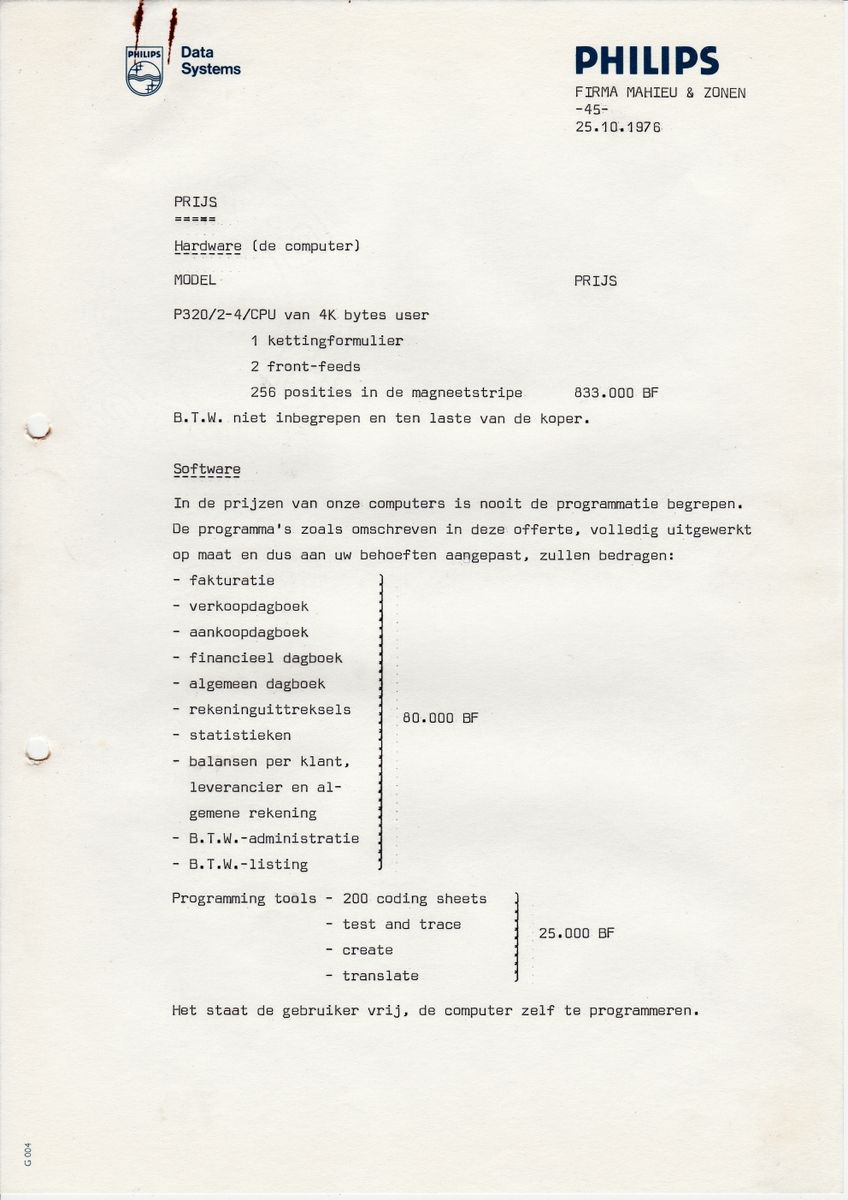 PHILIPS
Data
Systems
PHILIPS
FIRMA MAHIEU & ZONEN
-45-
25.10.1976
PRIJS
=====
Hardware (de computer)
MODEL PRIJS
P320/2-4/CPU van 4K bytes user
1 kettingformulier
2 front-feeds
256 posities in de magneetstripe 833.000 BF
B.T.W. niet inbegrepen en ten laste van de koper.
Software
In de prijzen van onze computers is nooit de programmatie begrepen.
De programma's zoals omschreven in deze offerte, volledig uitgewerkt
op maat en dus aan uw behoeften aangepast, zullen bedragen:
- fakturatie
- verkoopdagboek
- aankoopdagboek
- financieel dagboek
- algemeen dagboek
- rekeninguittreksels
80.000 BF
- statistieken
- balansen per klant,
leverancier en al-
gemene rekening
- B.T.W.-administratie
- B.T.W.-listing
Programming tools - 200 coding sheets
- test and trace
25.000 BF
- create
- translate
Het staat de gebruiker vrij, de computer zelf te programmeren.
G 004